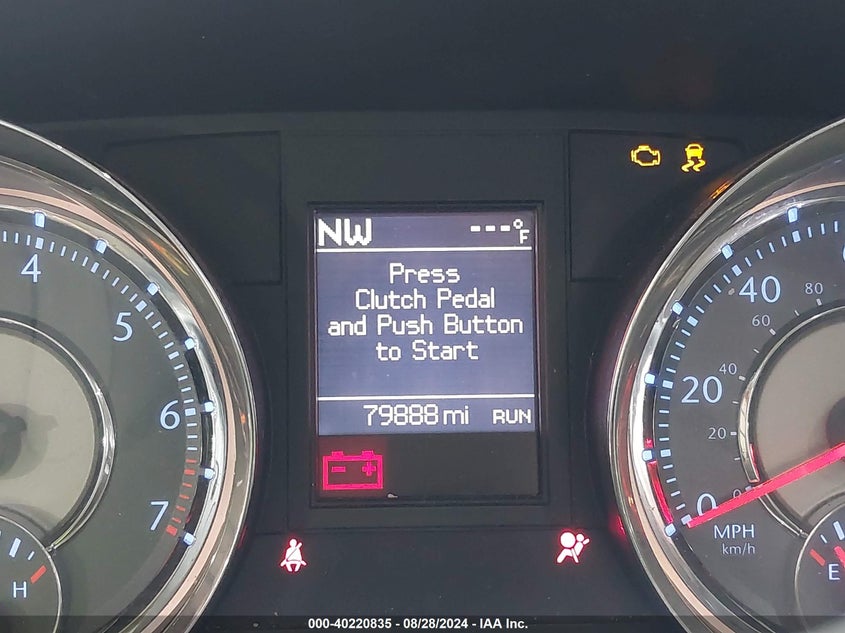 NW ---°F
Press
Clutch Pedal
and Push Button
to Start
79888 mi RUN
4
5
6
7
H
40
80
60
20
40
20
0
0
MPH
km/h
E
000-40220835 - 08/28/2024 - IAA Inc.